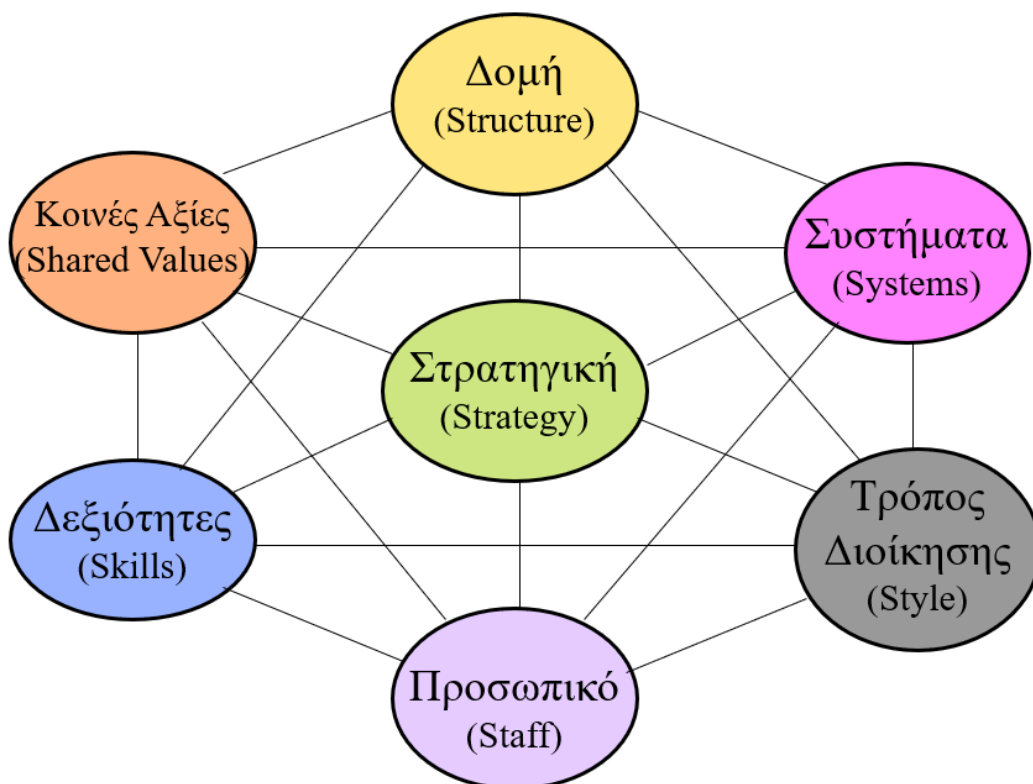 Δομή
(Structure)
Κοινές Αξίες
(Shared Values)
Συστήματα
(Systems)
Στρατηγική
(Strategy)
Δεξιότητες
(Skills)
Τρόπος
Διοίκησης
(Style)
Προσωπικό
(Staff)